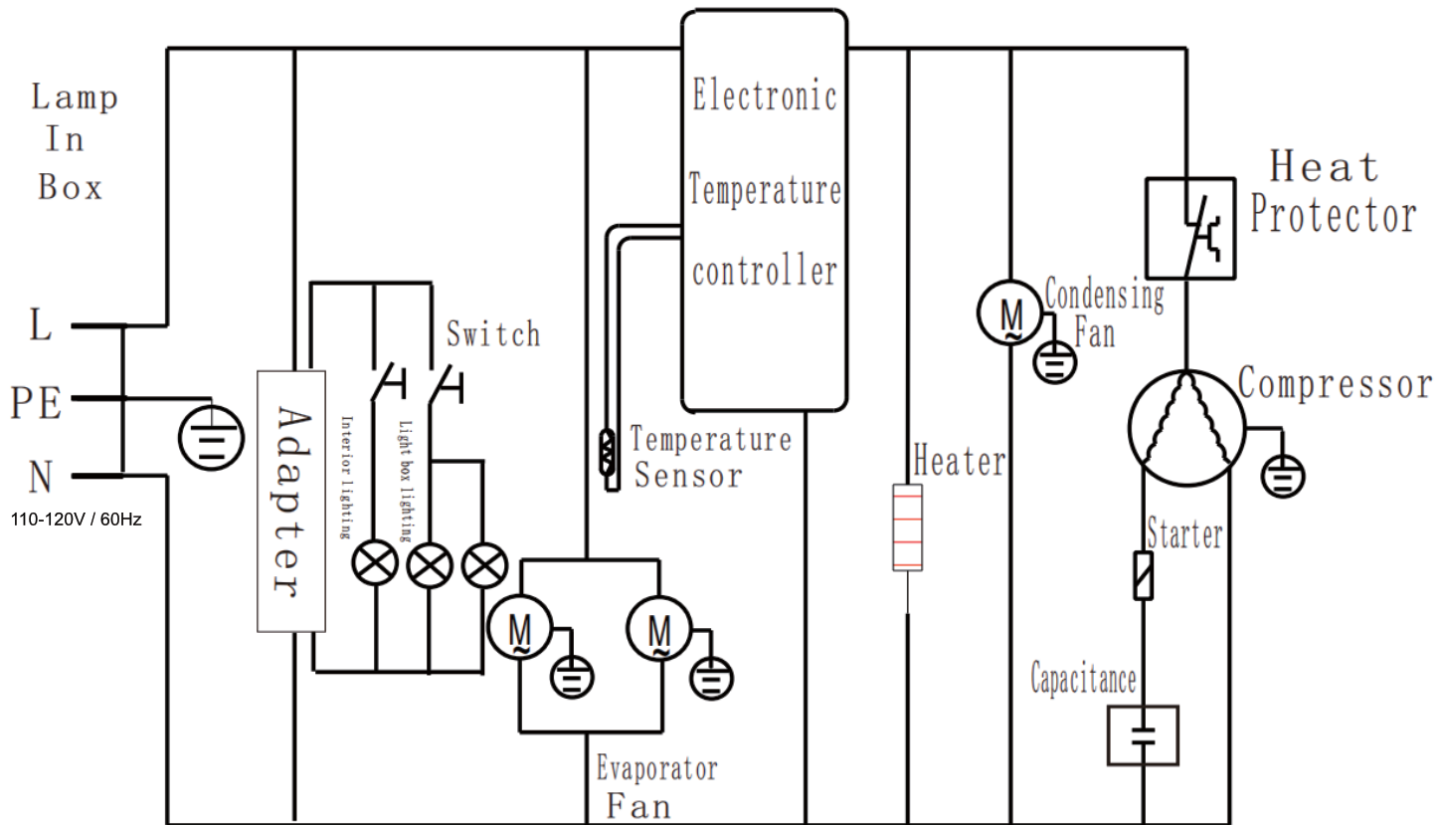 Lamp
In
Box
L
PE
N
110-120V / 60Hz
Adapter
Switch
Interior lighting
Light box lighting
Electronic
Temperature
controller
Temperature
Sensor
M
~
M
~
Evaporator
Fan
Heater
M
~
Condensing
Fan
Heat
Protector
Compressor
Starter
Capacitance